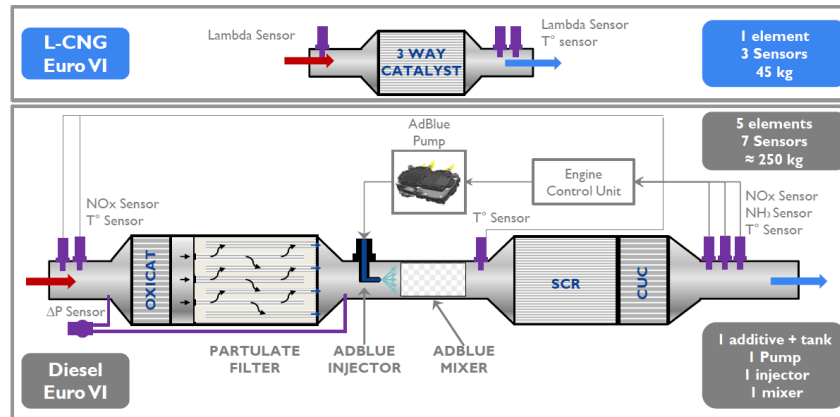 L-CNG
Euro VI
Lambda Sensor
3 WAY
CATALYST
Lambda Sensor
T° sensor
1 element
3 Sensors
45 kg
AdBlue
Pump
5 elements
7 Sensors
≈ 250 kg
Engine
Control Unit
NOx Sensor
T° Sensor
T° Sensor
NOx Sensor
NH3 Sensor
T° Sensor
OXICAT
SCR
CUC
ΔP Sensor
PARTULATE
FILTER
ADBLUE
INJECTOR
ADBLUE
MIXER
Diesel
Euro VI
1 additive + tank
1 Pump
1 injector
1 mixer